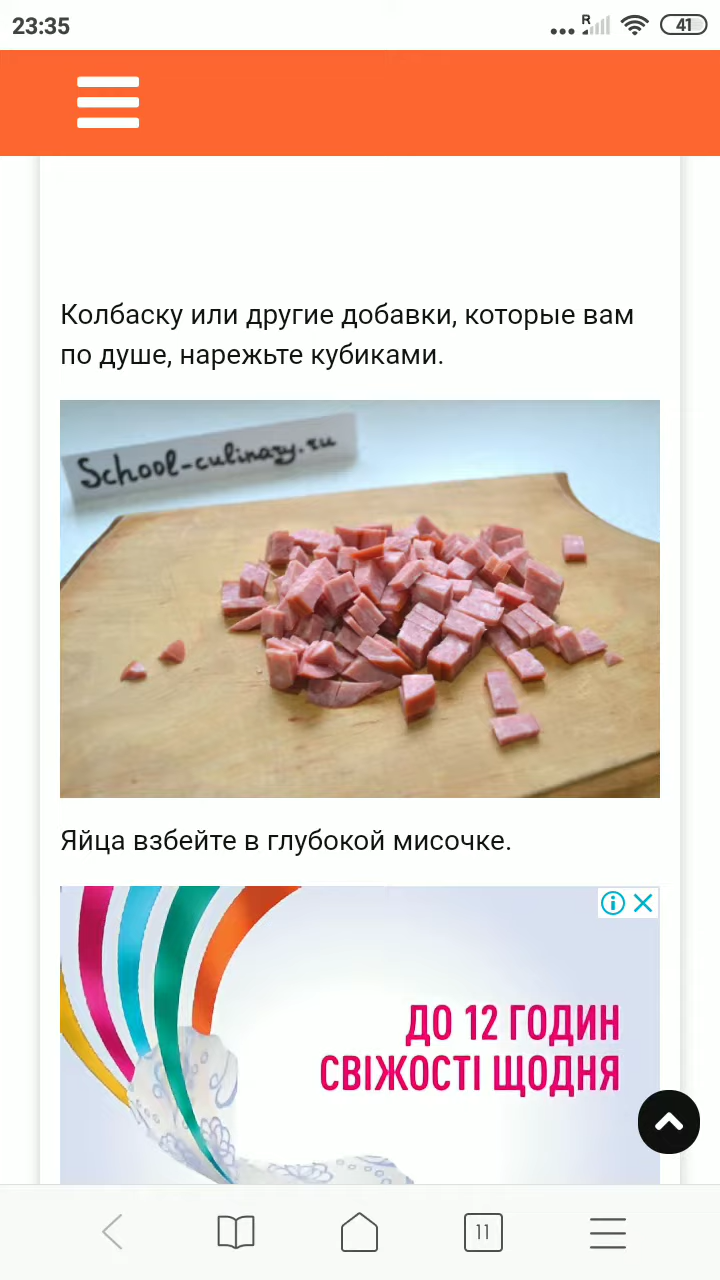 23:35
R
41
Колбаску или другие добавки, которые вам
по душе, нарежьте кубиками.
School-culinary.ru
Яйца взбейте в глубокой мисочке.
ДО 12 ГОДИН
СВІЖОСТІ ЩОДНЯ
11